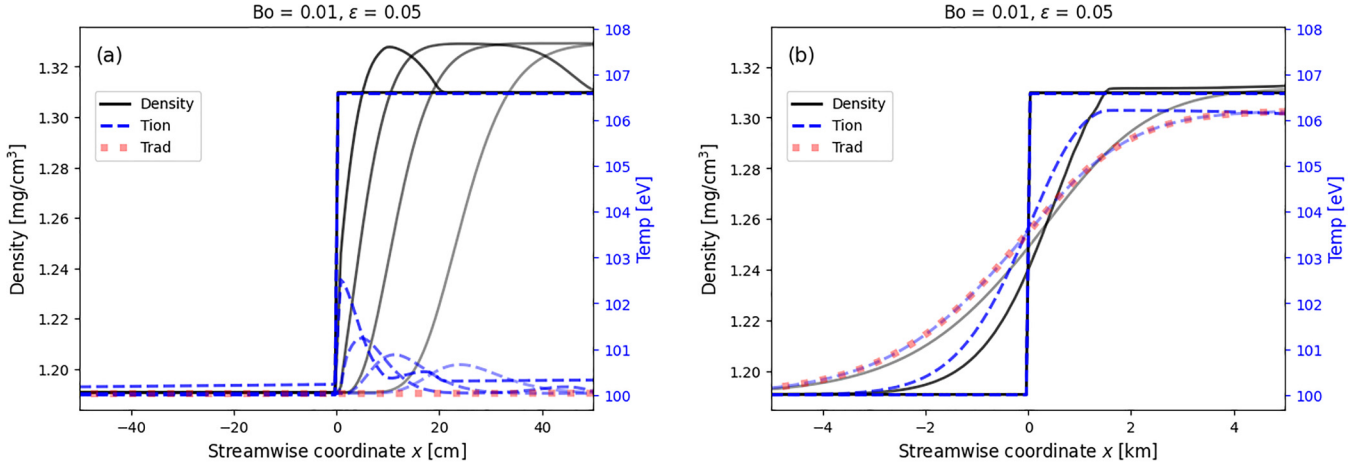 Bo = 0.01, ε = 0.05
(a)
Density
Tion
Trad
1.32
1.30
1.28
1.26
1.24
1.22
1.20
Density [mg/cm³]
108
107
106
105
104
103
102
101
100
Temp [eV]
−40
−20
0
20
40
Streamwise coordinate x [cm]
Bo = 0.01, ε = 0.05
(b)
Density
Tion
Trad
1.32
1.30
1.28
1.26
1.24
1.22
1.20
Density [mg/cm³]
108
107
106
105
104
103
102
101
100
Temp [eV]
−4
−2
0
2
4
Streamwise coordinate x [km]